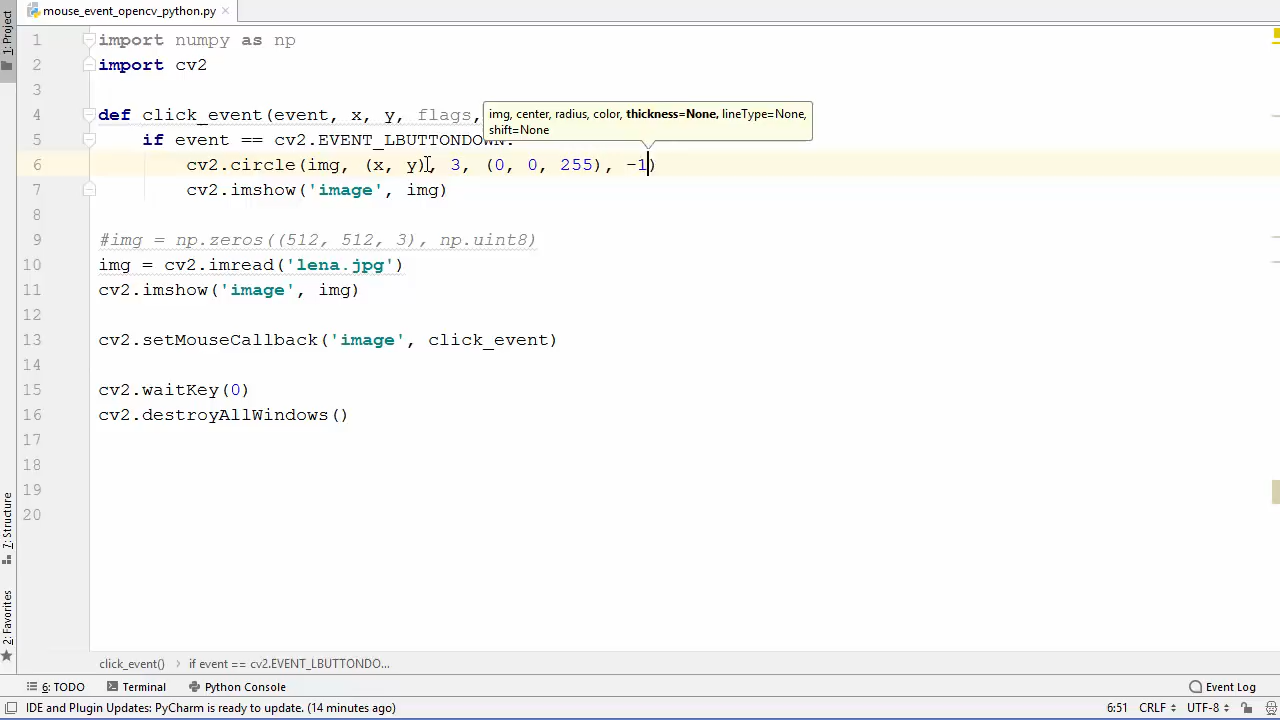 mouse_event_opencv_python.py
1: Project
1 import numpy as np
2 import cv2
3
4 def click_event(event, x, y, flags,
img, center, radius, color, thickness=None, lineType=None,
shift=None
5 if event == cv2.EVENT_LBUTTONDOWN:
6 cv2.circle(img, (x, y), 3, (0, 0, 255), -1)
7 cv2.imshow('image', img)
8
9 #img = np.zeros((512, 512, 3), np.uint8)
10 img = cv2.imread('lena.jpg')
11 cv2.imshow('image', img)
12
13 cv2.setMouseCallback('image', click_event)
14
15 cv2.waitKey(0)
16 cv2.destroyAllWindows()
17
18
19
20
7: Structure
2: Favorites
click_event() if event == cv2.EVENT_LBUTTONDO...
6: TODO Terminal Python Console Event Log
IDE and Plugin Updates: PyCharm is ready to update. (14 minutes ago) 6:51 CRLF UTF-8